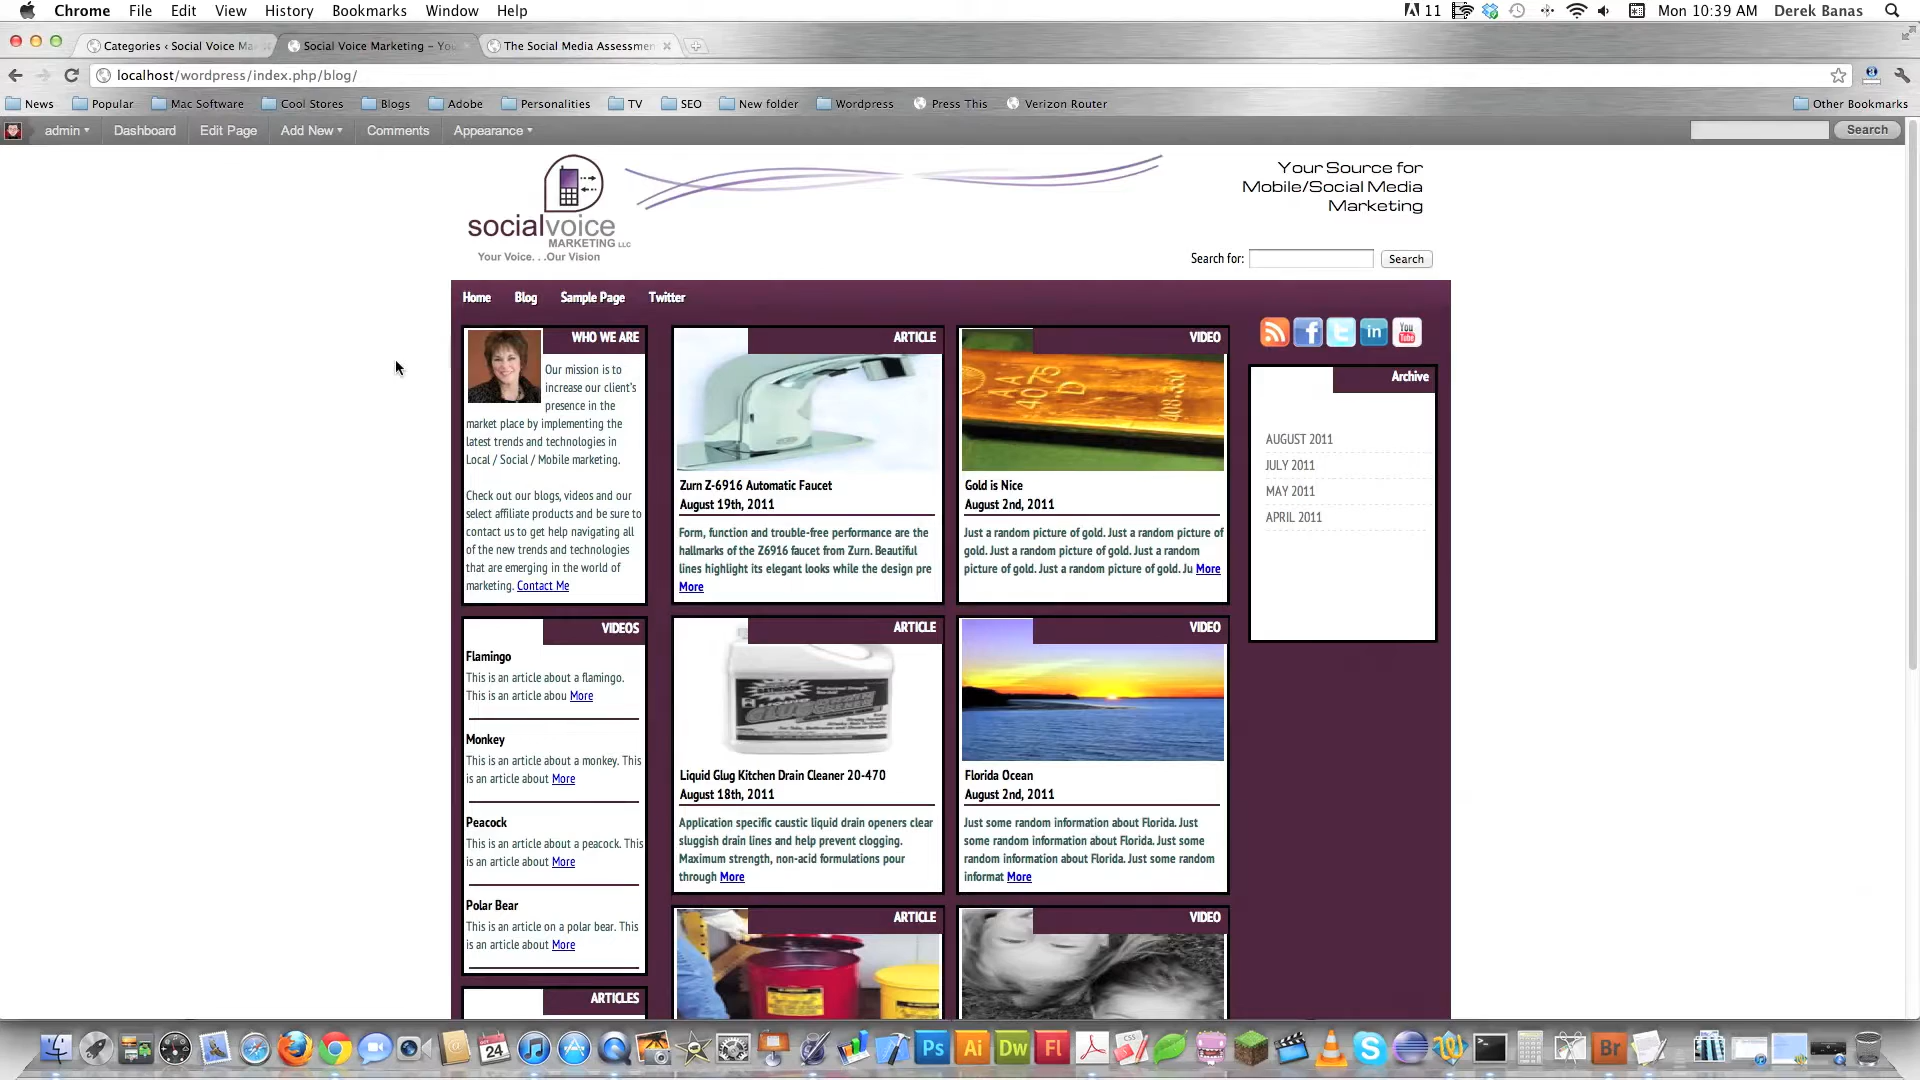 Chrome File Edit View History Bookmarks Window Help
11
Mon 10:39 AM Derek Banas
Categories ‹ Social Voice Ma
Social Voice Marketing – Yo
The Social Media Assessmen
localhost/wordpress/index.php/blog/
News Popular Mac Software Cool Stores Blogs Adobe Personalities TV SEO New folder Wordpress Press This Verizon Router Other Bookmarks
admin Dashboard Edit Page Add New Comments Appearance Search
socialvoice
MARKETING LLC
Your Voice. . .Our Vision
Your Source for
Mobile/Social Media
Marketing
Search for: Search
Home Blog Sample Page Twitter
WHO WE ARE
Our mission is to
increase our client's
presence in the
market place by implementing the
latest trends and technologies in
Local / Social / Mobile marketing.
Check out our blogs, videos and our
select affiliate products and be sure to
contact us to get help navigating all
of the new trends and technologies
that are emerging in the world of
marketing. Contact Me
VIDEOS
Flamingo
This is an article about a flamingo.
This is an article abou More
Monkey
This is an article about a monkey. This
is an article about More
Peacock
This is an article about a peacock. This
is an article about More
Polar Bear
This is an article on a polar bear. This
is an article about More
ARTICLES
ARTICLE
Zurn Z-6916 Automatic Faucet
August 19th, 2011
Form, function and trouble-free performance are the
hallmarks of the Z6916 faucet from Zurn. Beautiful
lines highlight its elegant looks while the design pre
More
VIDEO
AA
4075
D
408.550
Gold is Nice
August 2nd, 2011
Just a random picture of gold. Just a random picture of
gold. Just a random picture of gold. Just a random
picture of gold. Just a random picture of gold. Ju More
ARTICLE
Glug
Liquid Glug Kitchen Drain Cleaner 20-470
August 18th, 2011
Application specific caustic liquid drain openers clear
sluggish drain lines and help prevent clogging.
Maximum strength, non-acid formulations pour
through More
VIDEO
Florida Ocean
August 2nd, 2011
Just some random information about Florida. Just
some random information about Florida. Just some
random information about Florida. Just some random
informat More
ARTICLE
VIDEO
in
You
Tube
Archive
AUGUST 2011
JULY 2011
MAY 2011
APRIL 2011
24
Ps Ai Dw Fl
CSS
Br